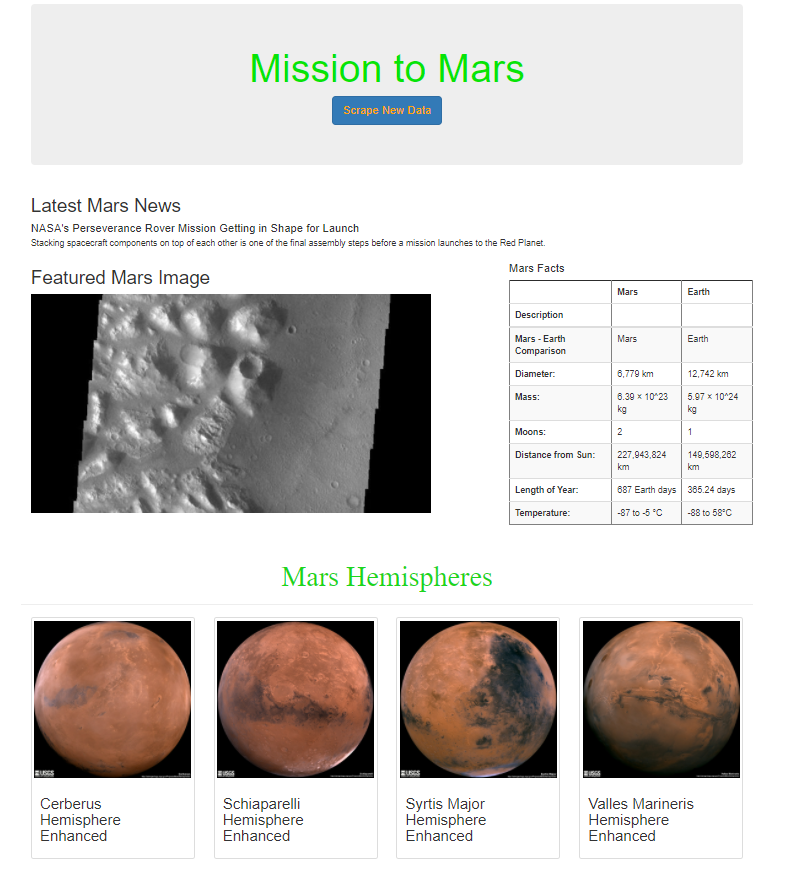 Mission to Mars
Scrape New Data
Latest Mars News
NASA's Perseverance Rover Mission Getting in Shape for Launch
Stacking spacecraft components on top of each other is one of the final assembly steps before a mission launches to the Red Planet.
Featured Mars Image
Mars Facts
Mars Earth
Description
Mars - Earth Comparison Mars Earth
Diameter: 6,779 km 12,742 km
Mass: 6.39 × 10^23 kg 5.97 × 10^24 kg
Moons: 2 1
Distance from Sun: 227,943,824 km 149,598,262 km
Length of Year: 687 Earth days 365.24 days
Temperature: -87 to -5 °C -88 to 58°C
Mars Hemispheres
USGS
USGS
USGS
USGS
Cerberus
Hemisphere
Enhanced
Schiaparelli
Hemisphere
Enhanced
Syrtis Major
Hemisphere
Enhanced
Valles Marineris
Hemisphere
Enhanced